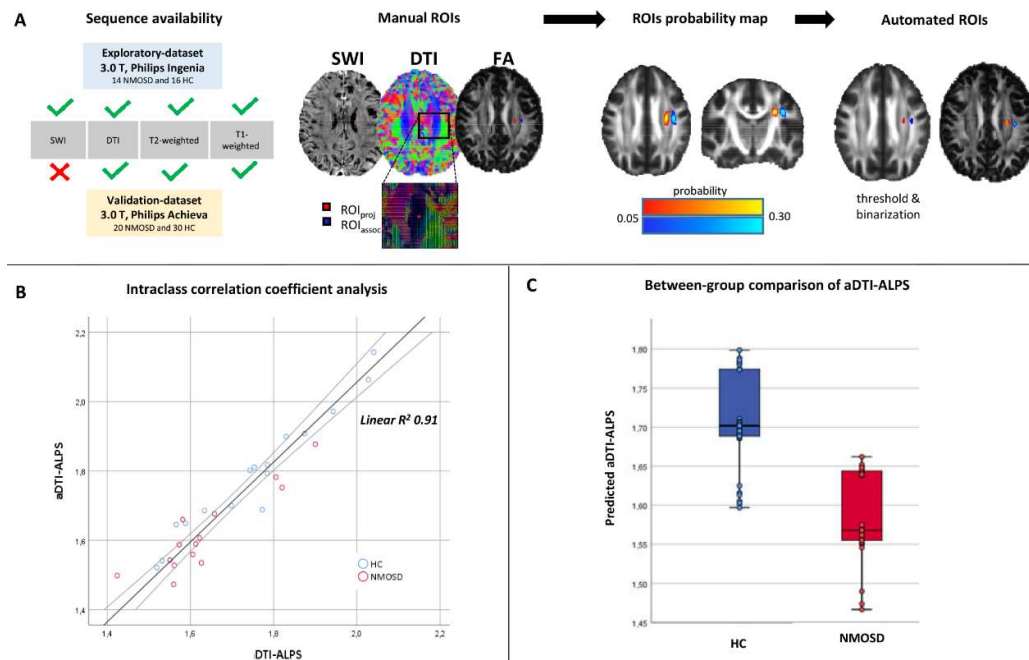 A
Sequence availability
Exploratory-dataset
3.0 T, Philips Ingenia
14 NMOSD and 16 HC
SWI
DTI
T2-weighted
T1-
weighted
Validation-dataset
3.0 T, Philips Achieva
20 NMOSD and 30 HC
Manual ROIs
SWI
DTI
FA
ROIproj
ROIassoc
ROIs probability map
probability
0.05
0.30
Automated ROIs
threshold &
binarization
B
Intraclass correlation coefficient analysis
aDTI-ALPS
2,2
2,0
1,8
1,6
1,4
Linear R² 0.91
HC
NMOSD
1,4
1,6
1,8
2,0
2,2
DTI-ALPS
C
Between-group comparison of aDTI-ALPS
Predicted aDTI-ALPS
1,80
1,75
1,70
1,65
1,60
1,55
1,50
1,45
HC
NMOSD